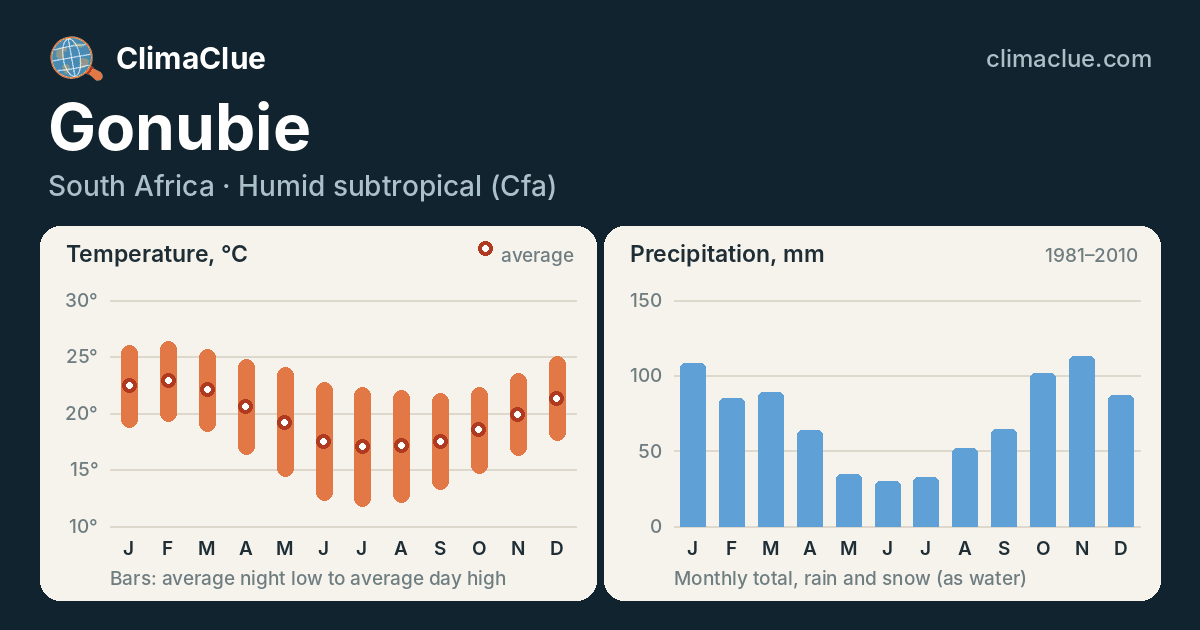 ClimaClue
climaclue.com
Gonubie
South Africa · Humid subtropical (Cfa)
Temperature, °C
average
30°
25°
20°
15°
10°
J F M A M J J A S O N D
Bars: average night low to average day high
Precipitation, mm
1981–2010
150
100
50
0
J F M A M J J A S O N D
Monthly total, rain and snow (as water)